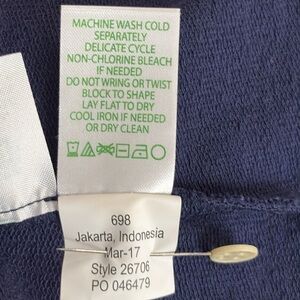 MACHINE WASH COLD
SEPARATELY
DELICATE CYCLE
NON-CHLORINE BLEACH
IF NEEDED
DO NOT WRING OR TWIST
BLOCK TO SHAPE
LAY FLAT TO DRY
COOL IRON IF NEEDED
OR DRY CLEAN
698
Jakarta, Indonesia
Mar-17
Style 26706
PO 046479